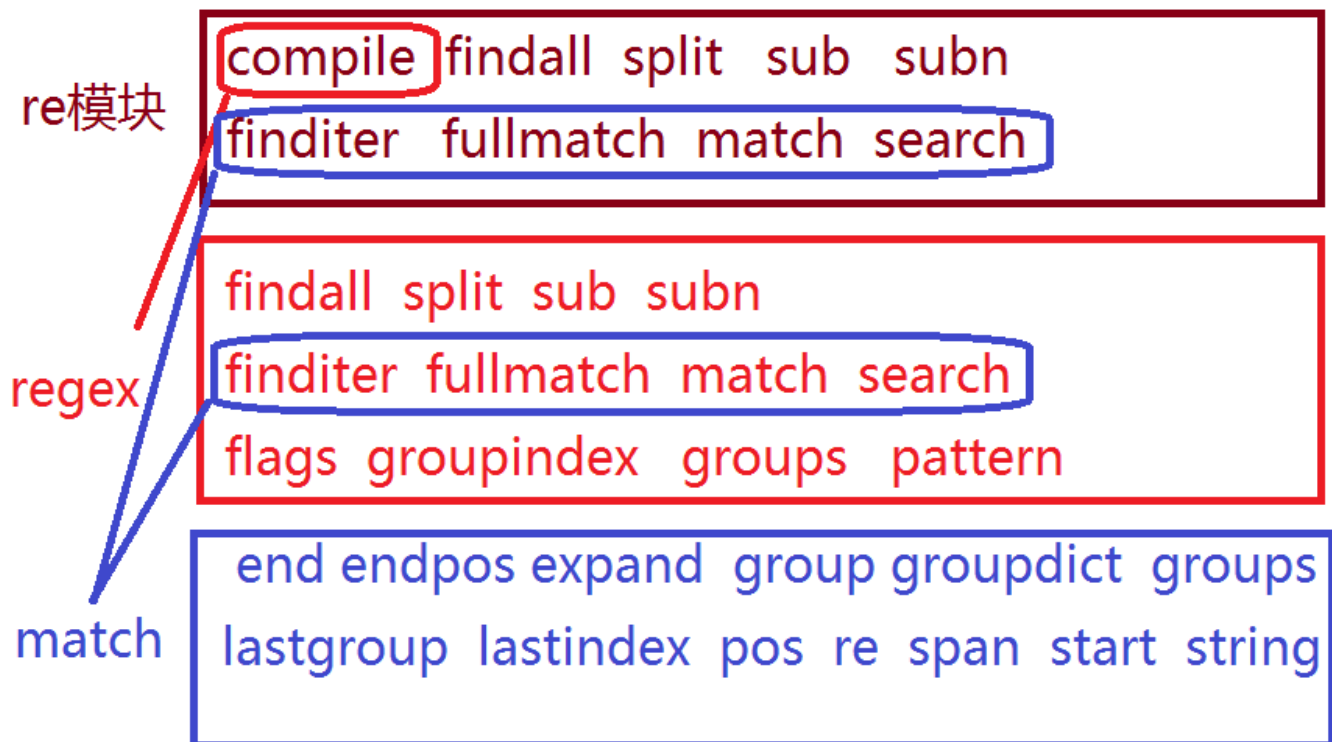 compile findall split sub subn
re模块
finditer fullmatch match search
findall split sub subn
finditer fullmatch match search
regex
flags groupindex groups pattern
end endpos expand group groupdict groups
match
lastgroup lastindex pos re span start string